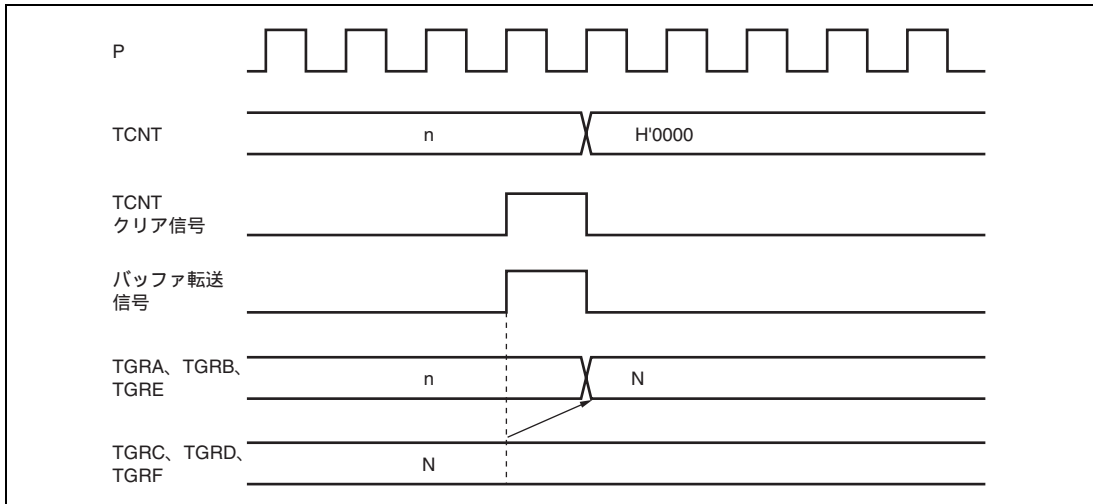 P
TCNT
n
H'0000
TCNT
クリア信号
バッファ転送
信号
TGRA、TGRB、
TGRE
n
N
TGRC、TGRD、
TGRF
N